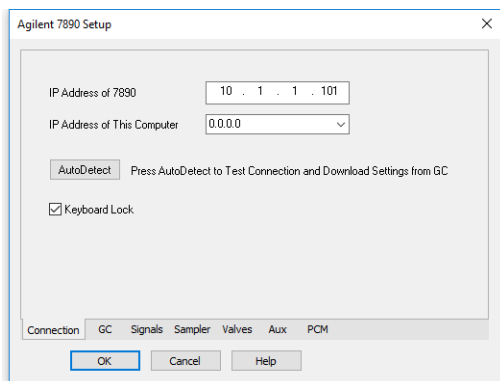 Agilent 7890 Setup
IP Address of 7890 10 . 1 . 1 . 101
IP Address of This Computer 0.0.0.0
AutoDetect Press AutoDetect to Test Connection and Download Settings from GC
Keyboard Lock
Connection GC Signals Sampler Valves Aux PCM
OK Cancel Help